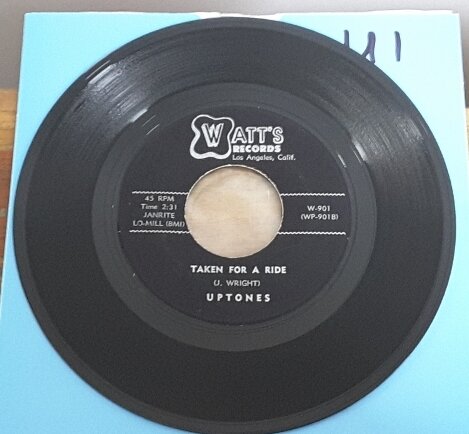 WATT'S
RECORDS
Los Angeles, Calif.
45 RPM
Time 2:31
JANRITE
LO-MILL (BMI)
W-901
(WP-901B)
TAKEN FOR A RIDE
(J. WRIGHT)
UPTONES